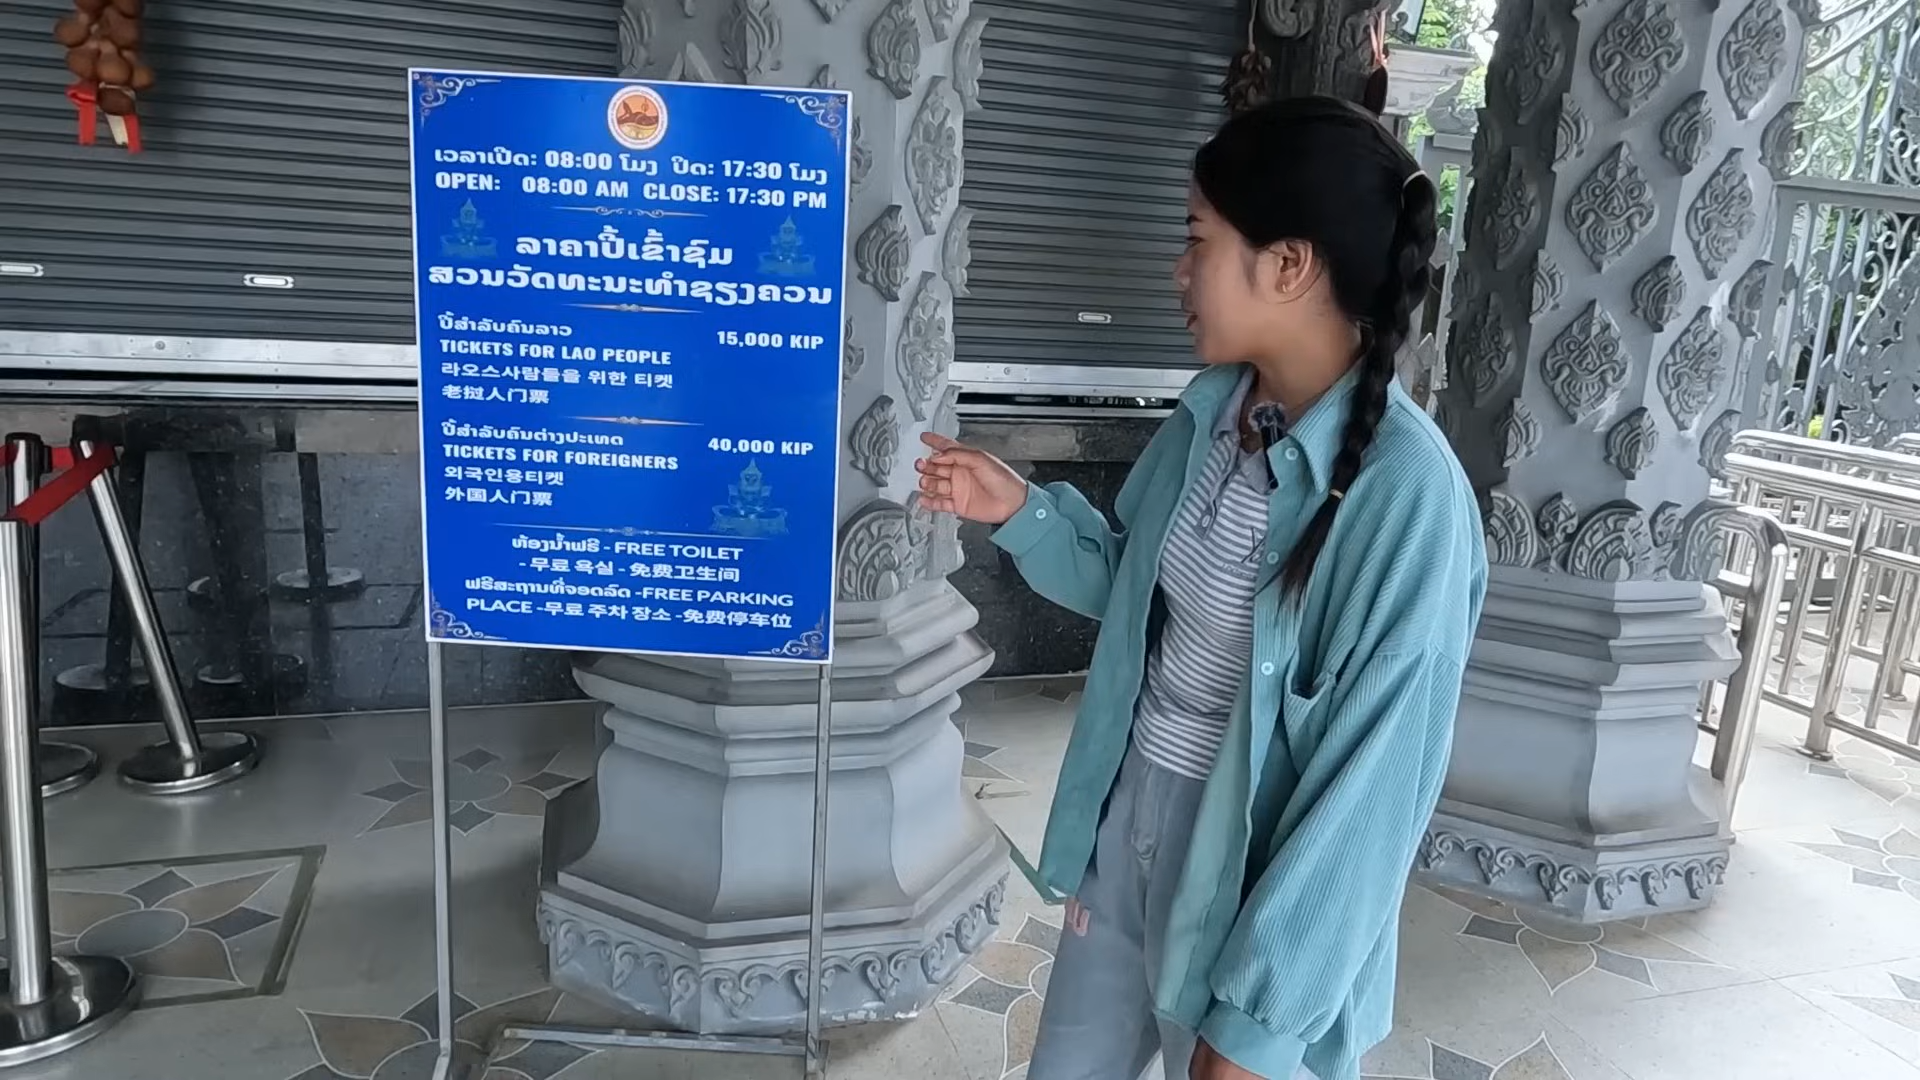 ເວລາເປີດ: 08:00 ໂມງ ປິດ: 17:30 ໂມງ
OPEN: 08:00 AM CLOSE: 17:30 PM
ລາຄາປີ້ເຂົ້າຊົມ
ສວນວັດທະນະທຳຊຽງຄວນ
ປີ້ສຳລັບຄົນລາວ
15,000 KIP
TICKETS FOR LAO PEOPLE
라오스사람들을 위한 티켓
老挝人门票
ປີ້ສຳລັບຄົນຕ່າງປະເທດ
40,000 KIP
TICKETS FOR FOREIGNERS
외국인용티켓
外国人门票
ຫ້ອງນ້ຳຟຣີ - FREE TOILET
- 무료 욕실 - 免费卫生间
ຟຣີສະຖານທີ່ຈອດລົດ -FREE PARKING
PLACE -무료 주차 장소 -免费停车位